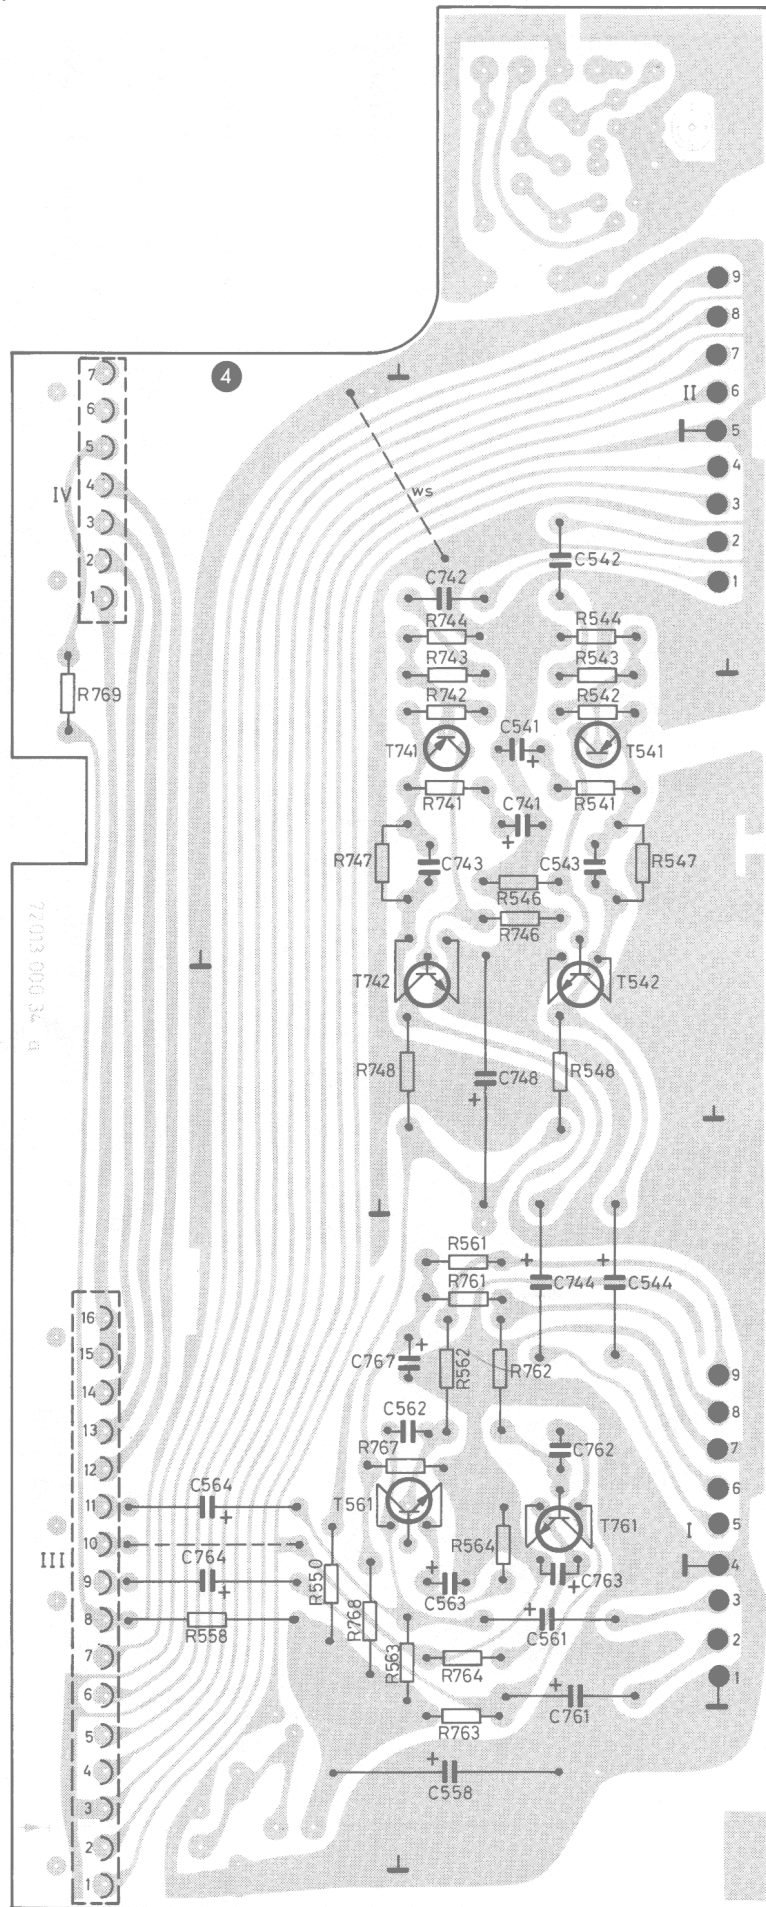 9
8
7
7
4
6
II
6
5
5
4
IV
4
ws
3
3
2
C542
2
C742
1
1
R744
R544
R743
R543
R769
R742
R542
C541
T741
+
T541
R741
C741
R541
+
R747
C743
C543
R547
R546
R746
77013 000 34 a
T742
T542
R748
C748
R548
+
R561
+
+
R761
C744
C544
16
+
15
C767
R562
R762
9
14
8
C562
13
R767
C762
7
12
C564
6
T561
11
+
T761
5
R564
I
10
III
C764
+
4
9
+
R550
C563
C763
+
3
8
R558
R768
+
C561
2
7
R563
R764
1
6
+
C761
5
R763
+
4
C558
3
2
1